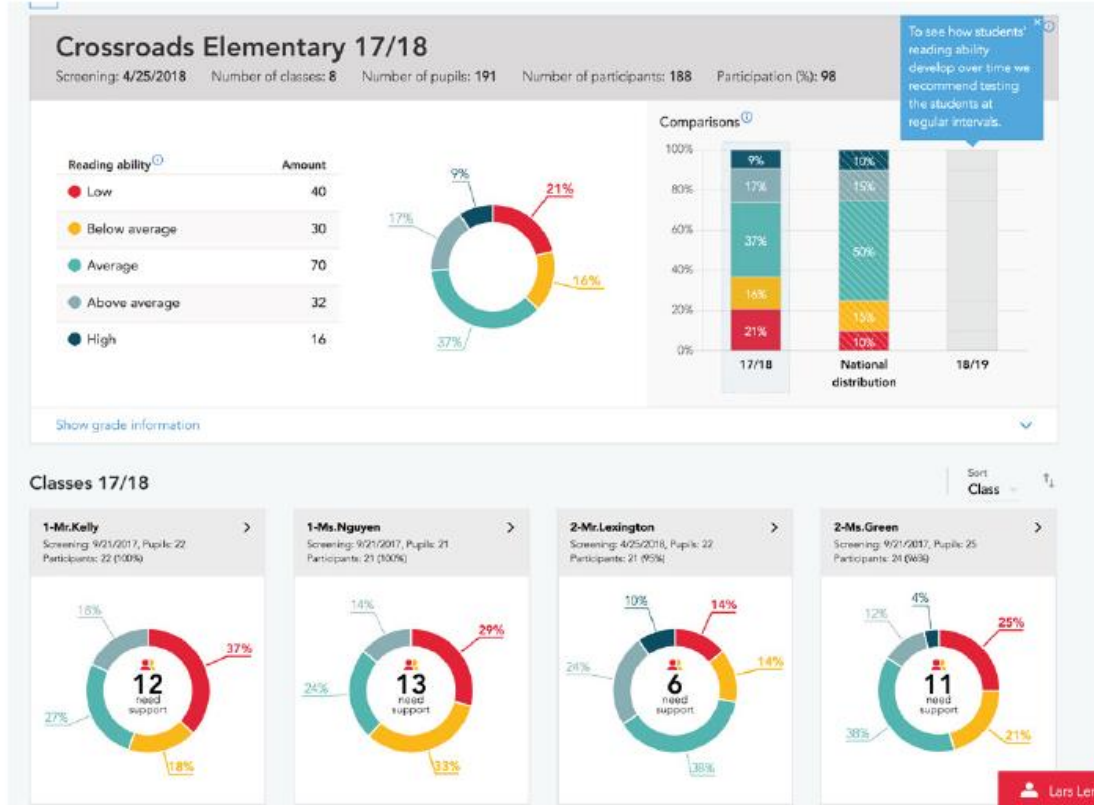 Crossroads Elementary 17/18
Screening: 4/25/2018 Number of classes: 8 Number of pupils: 191 Number of participants: 188 Participation (%): 98
To see how students'
reading ability
develop over time we
recommend testing
the students at
regular intervals.
Reading ability Amount
Low 40
Below average 30
Average 70
Above average 32
High 16
9%
21%
17%
16%
37%
Comparisons
100%
80%
60%
40%
20%
0%
9%
17%
37%
16%
21%
10%
15%
50%
15%
10%
17/18
National
distribution
18/19
Show grade information
Classes 17/18
Sort
Class
1-Mr.Kelly
Screening: 9/21/2017, Pupils: 22
Participants: 22 (100%)
18%
37%
12
need
support
27%
18%
1-Ms.Nguyen
Screening: 9/21/2017, Pupils: 21
Participants: 21 (100%)
14%
29%
13
need
support
24%
33%
2-Mr.Lexington
Screening: 4/25/2018, Pupils: 22
Participants: 21 (95%)
10%
14%
24%
14%
6
need
support
38%
2-Ms.Green
Screening: 9/21/2017, Pupils: 25
Participants: 24 (96%)
4%
12%
25%
11
need
support
38%
21%
Lars Ler